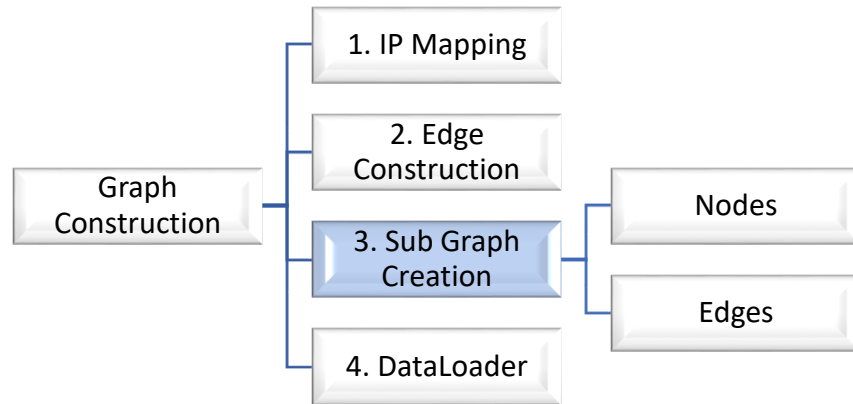 Graph
Construction
1. IP Mapping
2. Edge
Construction
3. Sub Graph
Creation
4. DataLoader
Nodes
Edges